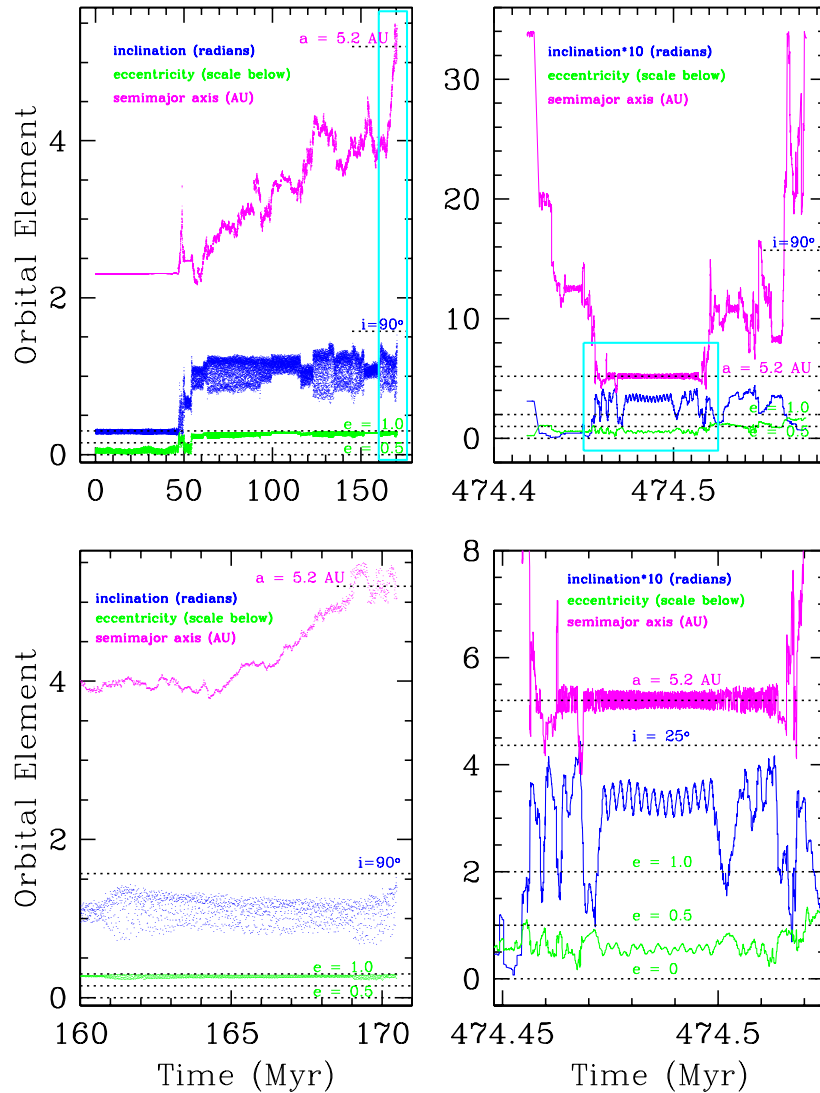 a = 5.2 AU
inclination (radians)
eccentricity (scale below)
semimajor axis (AU)
i=90°
e = 1.0
e = 0.5
4
2
0
0 50 100 150
Orbital Element
inclination*10 (radians)
eccentricity (scale below)
semimajor axis (AU)
i=90°
a = 5.2 AU
e = 1.0
e = 0.5
30
20
10
0
474.4 474.5
a = 5.2 AU
inclination (radians)
eccentricity (scale below)
semimajor axis (AU)
i=90°
e = 1.0
e = 0.5
4
2
0
160 165 170
Orbital Element
Time (Myr)
inclination*10 (radians)
eccentricity (scale below)
semimajor axis (AU)
a = 5.2 AU
i = 25°
e = 1.0
e = 0.5
e = 0
8
6
4
2
0
474.45 474.5
Time (Myr)